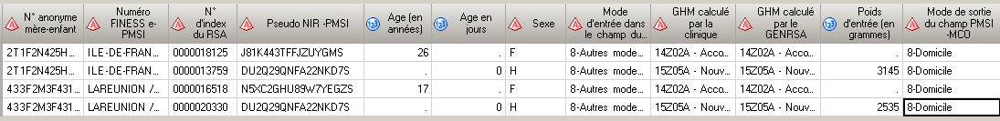 N° anonyme mère-enfant Numéro FINESS e-PMSI N° d'index du RSA Pseudo NIR -PMSI Age (en années) Age en jours Sexe Mode d'entrée dans le champ du... GHM calculé par la clinique GHM calculé par le GENRSA Poids d'entrée (en grammes) Mode de sortie du champ PMSI -MCO
2T1F2N425H... ILE-DE-FRAN... 0000018125 J81K443TFFJZUYGMS 26 . F 8-Autres mode... 14Z02A - Acco... 14Z02A - Acco... . 8-Domicile
2T1F2N425H... ILE-DE-FRAN... 0000013759 DU2Q29QNFA22NKD7S . 0 H 8-Autres mode... 15Z05A - Nouv... 15Z05A - Nouv... 3145 8-Domicile
433F2M3F431... LAREUNION /... 0000016518 N5XC2GHU89W7YEGZS 17 . F 8-Autres mode... 14Z02A - Acco... 14Z02A - Acco... . 8-Domicile
433F2M3F431... LAREUNION /... 0000020330 DU2Q29QNFA22NKD7S . 0 H 8-Autres mode... 15Z05A - Nouv... 15Z05A - Nouv... 2535 8-Domicile